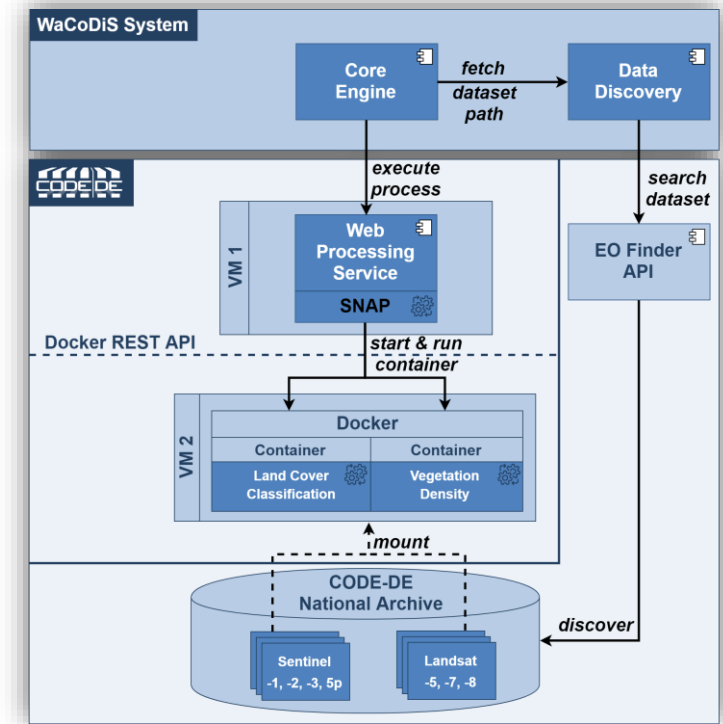 WaCoDiS System
Core
Engine
fetch
dataset
path
Data
Discovery
execute
process
search
dataset
CODE DE
VM 1
Web
Processing
Service
SNAP
EO Finder
API
Docker REST API
start & run
container
VM 2
Docker
Container
Container
Land Cover
Classification
Vegetation
Density
mount
CODE-DE
National Archive
discover
Sentinel
-1, -2, -3, 5p
Landsat
-5, -7, -8